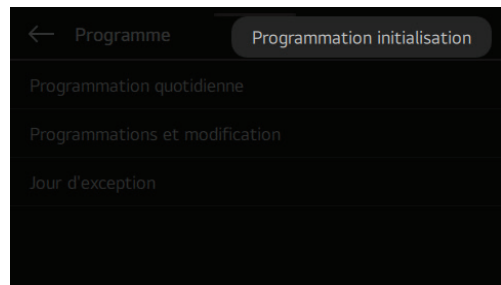 Programme
Programmation initialisation
Programmation quotidienne
Programmations et modification
Jour d'exception